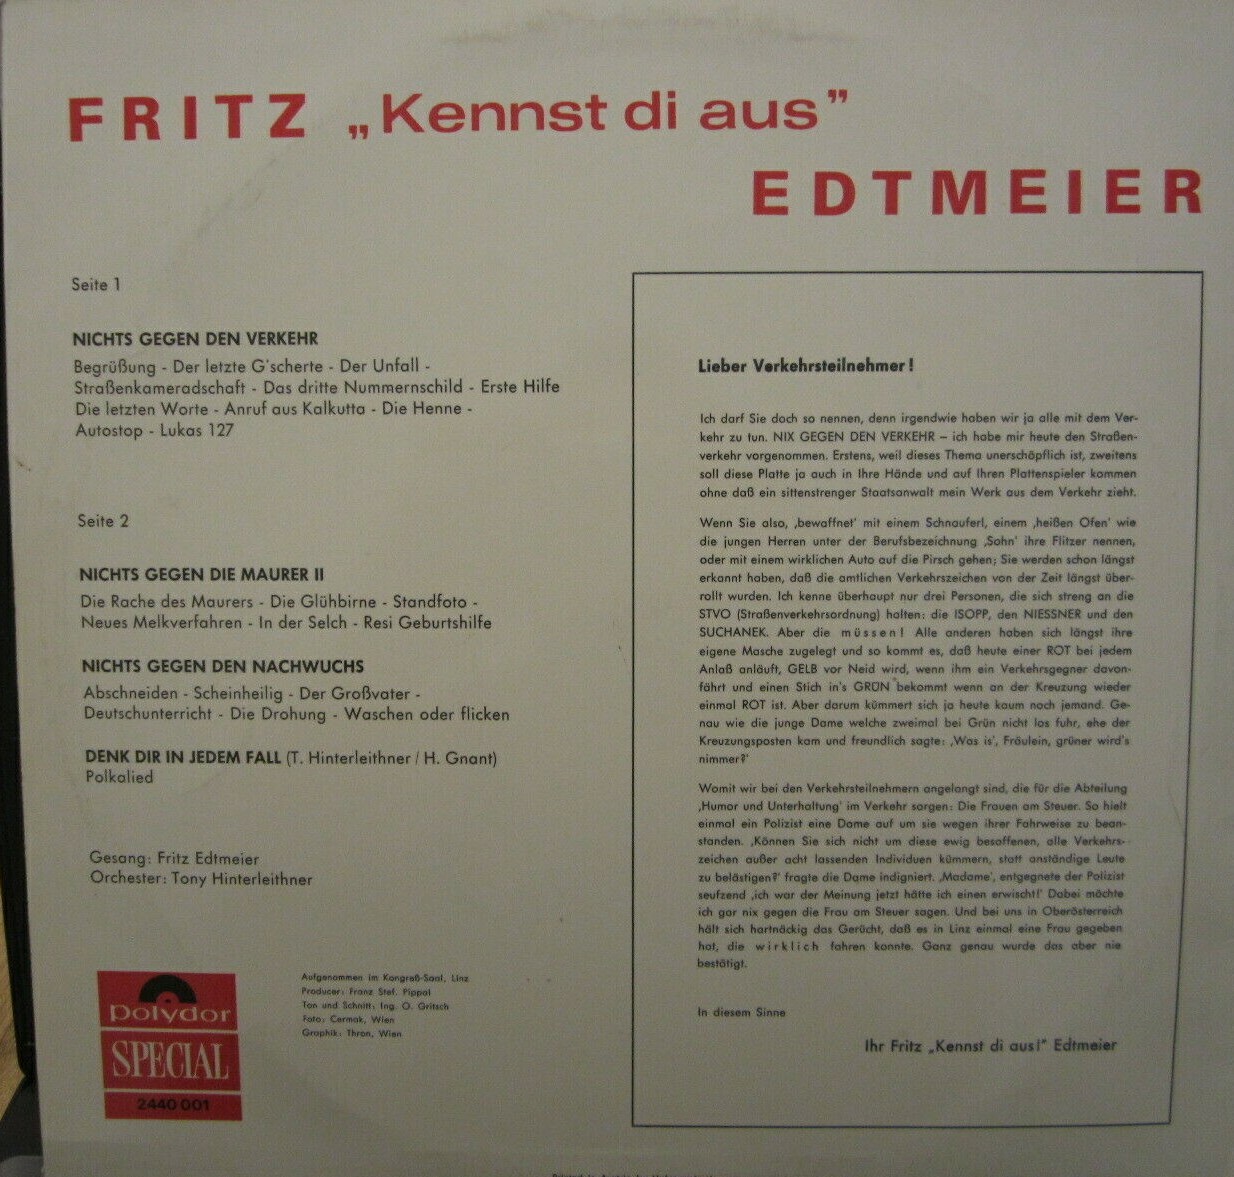 FRITZ „Kennst di aus”
EDTMEIER
Seite 1
NICHTS GEGEN DEN VERKEHR
Begrüßung - Der letzte G'scherte - Der Unfall -
Straßenkameradschaft - Das dritte Nummernschild - Erste Hilfe
Die letzten Worte - Anruf aus Kalkutta - Die Henne -
Autostop - Lukas 127
Seite 2
NICHTS GEGEN DIE MAURER II
Die Rache des Maurers - Die Glühbirne - Standfoto -
Neues Melkverfahren - In der Selch - Resi Geburtshilfe
NICHTS GEGEN DEN NACHWUCHS
Abschneiden - Scheinheilig - Der Großvater -
Deutschunterricht - Die Drohung - Waschen oder flicken
DENK DIR IN JEDEM FALL (T. Hinterleithner / H. Gnant)
Polkalied
Gesang: Fritz Edtmeier
Orchester: Tony Hinterleithner
polydor
SPECIAL
2440 001
Aufgenommen im Kongreß-Saal, Linz
Producer: Franz Stef. Pippal
Ton und Schnitt: Ing. O. Gritsch
Foto: Cermak, Wien
Graphik: Thron, Wien
Lieber Verkehrsteilnehmer!
Ich darf Sie doch so nennen, denn irgendwie haben wir ja alle mit dem Ver-
kehr zu tun. NIX GEGEN DEN VERKEHR – ich habe mir heute den Straßen-
verkehr vorgenommen. Erstens, weil dieses Thema unerschöpflich ist, zweitens
soll diese Platte ja auch in Ihre Hände und auf Ihren Plattenspieler kommen
ohne daß ein sittenstrenger Staatsanwalt mein Werk aus dem Verkehr zieht.
Wenn Sie also, ‚bewaffnet' mit einem Schnauferl, einem ‚heißen Ofen' wie
die jungen Herren unter der Berufsbezeichnung ‚Sohn' ihre Flitzer nennen,
oder mit einem wirklichen Auto auf die Pirsch gehen; Sie werden schon längst
erkannt haben, daß die amtlichen Verkehrszeichen von der Zeit längst über-
rollt wurden. Ich kenne überhaupt nur drei Personen, die sich streng an die
STVO (Straßenverkehrsordnung) halten: die ISOPP, den NIESSNER und den
SUCHANEK. Aber die müssen! Alle anderen haben sich längst ihre
eigene Masche zugelegt und so kommt es, daß heute einer ROT bei jedem
Anlaß anläuft, GELB vor Neid wird, wenn ihm ein Verkehrsgegner davon-
fährt und einen Stich in's GRÜN bekommt wenn an der Kreuzung wieder
einmal ROT ist. Aber darum kümmert sich ja heute kaum noch jemand. Ge-
nau wie die junge Dame welche zweimal bei Grün nicht los fuhr, ehe der
Kreuzungsposten kam und freundlich sagte: ‚Was is', Fräulein, grüner wird's
nimmer?'
Womit wir bei den Verkehrsteilnehmern angelangt sind, die für die Abteilung
‚Humor und Unterhaltung' im Verkehr sorgen: Die Frauen am Steuer. So hielt
einmal ein Polizist eine Dame auf um sie wegen ihrer Fahrweise zu bean-
standen. ‚Können Sie sich nicht um diese ewig besoffenen, alle Verkehrs-
zeichen außer acht lassenden Individuen kümmern, statt anständige Leute
zu belästigen?' fragte die Dame indigniert. ‚Madame', entgegnete der Polizist
seufzend ‚ich war der Meinung jetzt hätte ich einen erwischt!' Dabei möchte
ich gar nix gegen die Frau am Steuer sagen. Und bei uns in Oberösterreich
hält sich hartnäckig das Gerücht, daß es in Linz einmal eine Frau gegeben
hat, die wirklich fahren konnte. Ganz genau wurde das aber nie
bestätigt.
In diesem Sinne
Ihr Fritz „Kennst di aus!” Edtmeier